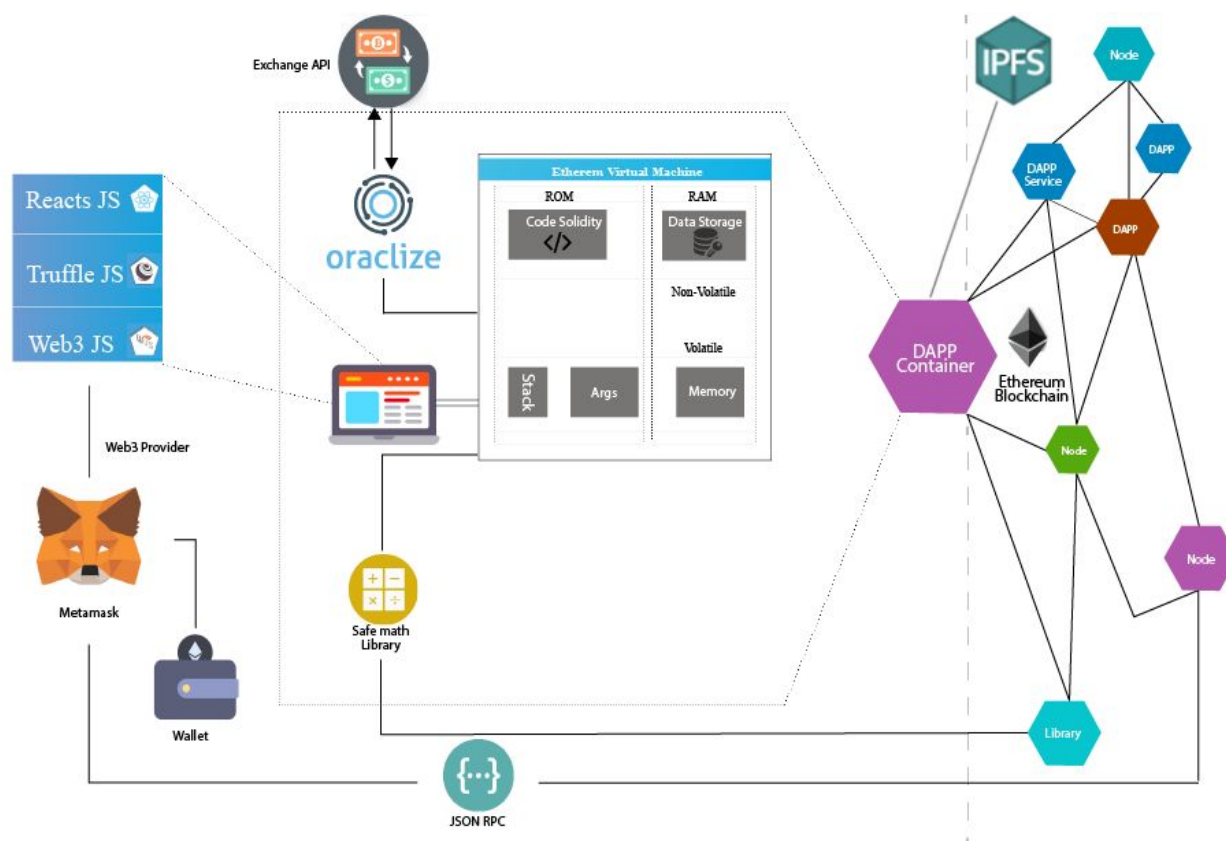 Exchange API
oraclize
Reacts JS
Truffle JS
Web3 JS
Web3 Provider
Metamask
Wallet
Etherem Virtual Machine
ROM
RAM
Code Solidity
</>
Data Storage
Non-Volatile
Volatile
Stack
Args
Memory
Safe math
Library
{...}
JSON RPC
IPFS
DAPP
Container
Ethereum
Blockchain
Node
DAPP
Service
DAPP
DAPP
Node
Node
Library